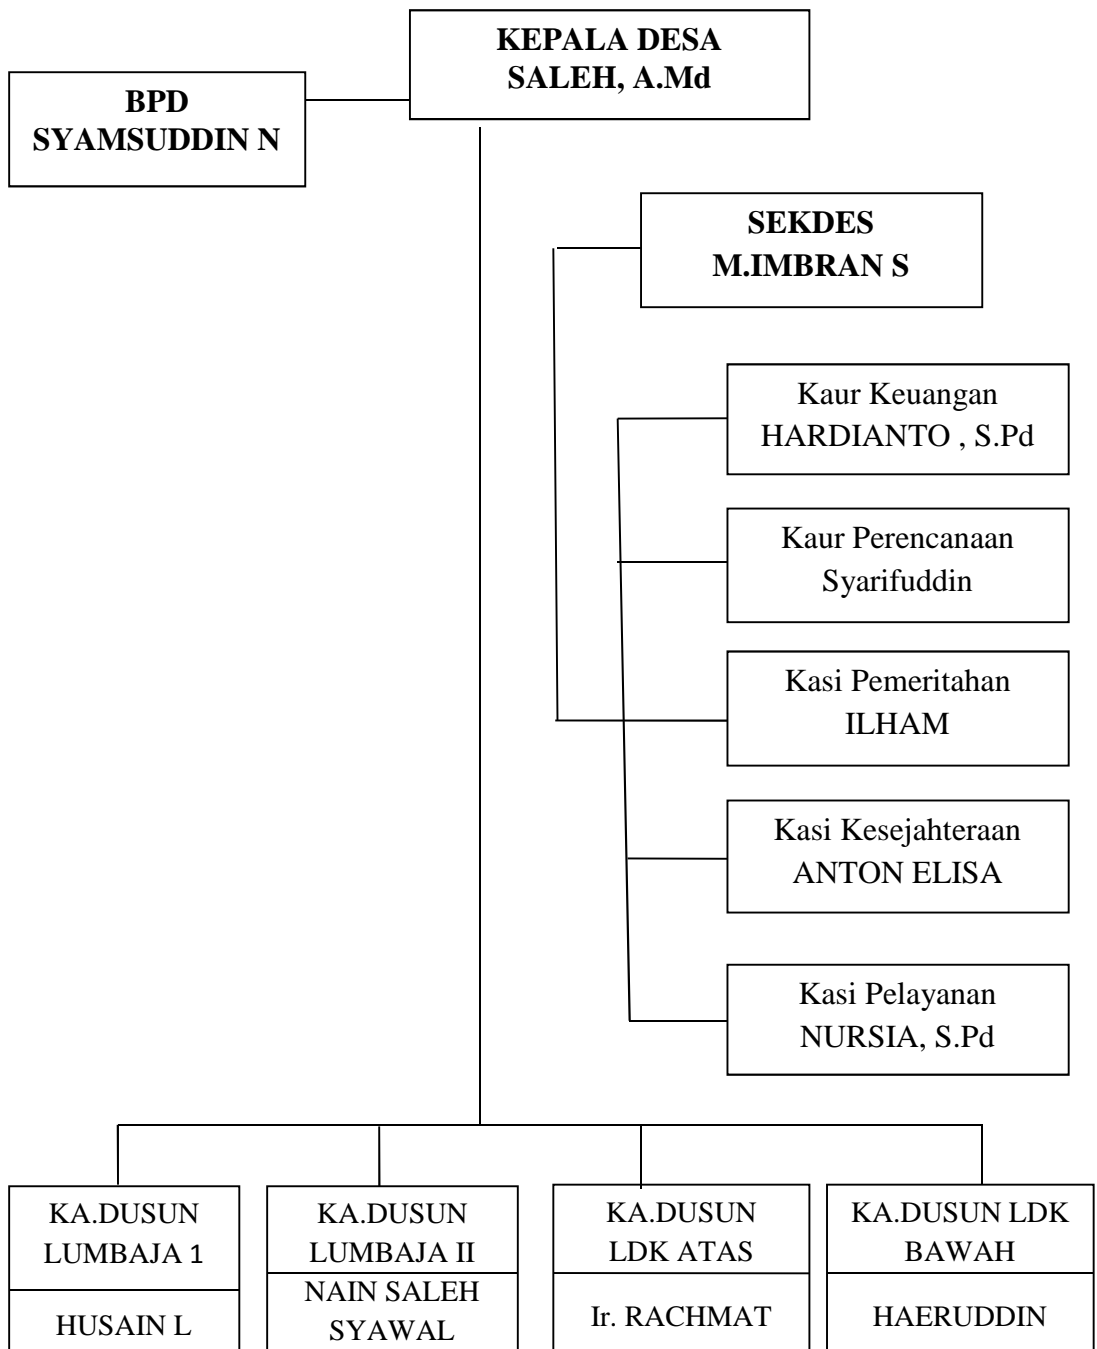 KEPALA DESA
SALEH, A.Md
BPD
SYAMSUDDIN N
SEKDES
M.IMBRAN S
Kaur Keuangan
HARDIANTO , S.Pd
Kaur Perencanaan
Syarifuddin
Kasi Pemeritahan
ILHAM
Kasi Kesejahteraan
ANTON ELISA
Kasi Pelayanan
NURSIA, S.Pd
KA.DUSUN
LUMBAJA 1
HUSAIN L
KA.DUSUN
LUMBAJA II
NAIN SALEH
SYAWAL
KA.DUSUN
LDK ATAS
Ir. RACHMAT
KA.DUSUN LDK
BAWAH
HAERUDDIN